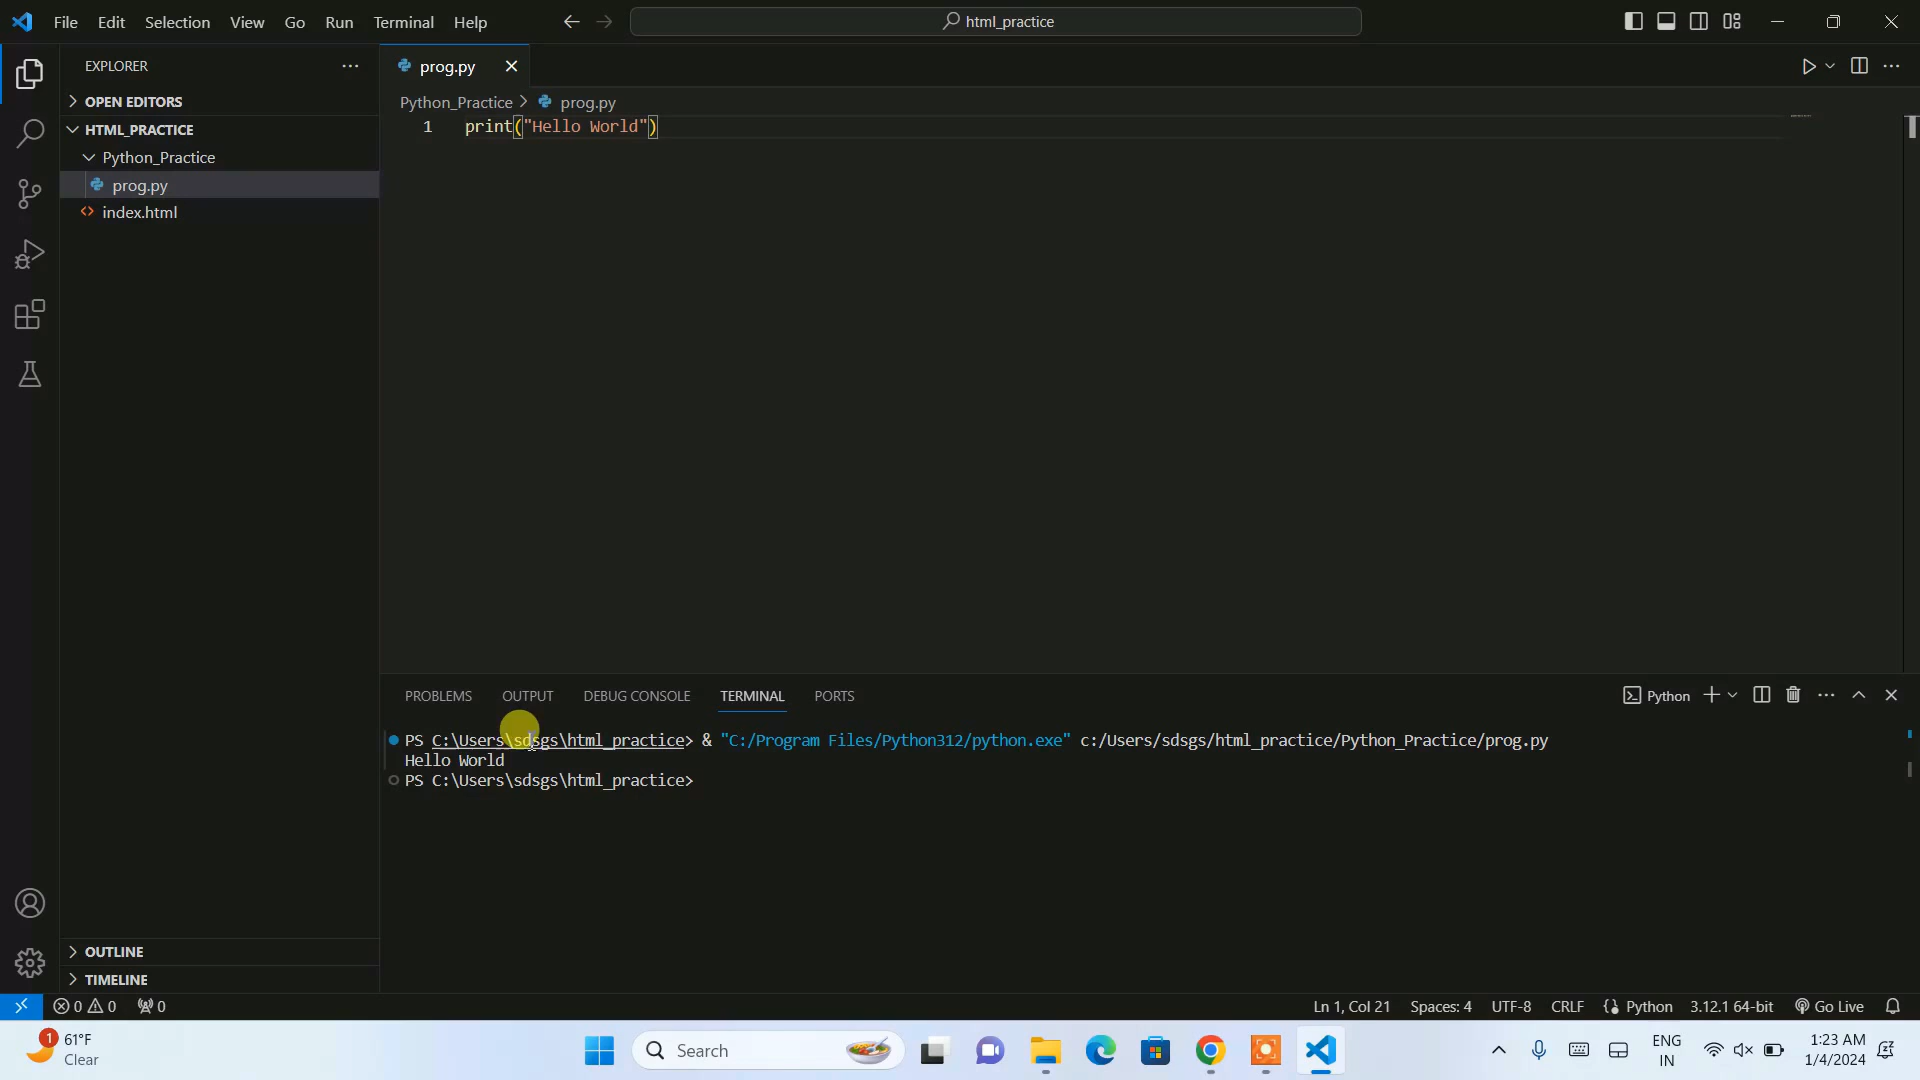 File Edit Selection View Go Run Terminal Help
html_practice
EXPLORER
OPEN EDITORS
HTML_PRACTICE
Python_Practice
prog.py
index.html
OUTLINE
TIMELINE
prog.py
Python_Practice > prog.py
1 print("Hello World")
PROBLEMS OUTPUT DEBUG CONSOLE TERMINAL PORTS
Python
PS C:\Users\sdsgs\html_practice> & "C:/Program Files/Python312/python.exe" c:/Users/sdsgs/html_practice/Python_Practice/prog.py
Hello World
PS C:\Users\sdsgs\html_practice>
0 0 0
Ln 1, Col 21 Spaces: 4 UTF-8 CRLF Python 3.12.1 64-bit Go Live
1
61°F
Clear
Search
ENG
IN
1:23 AM
1/4/2024